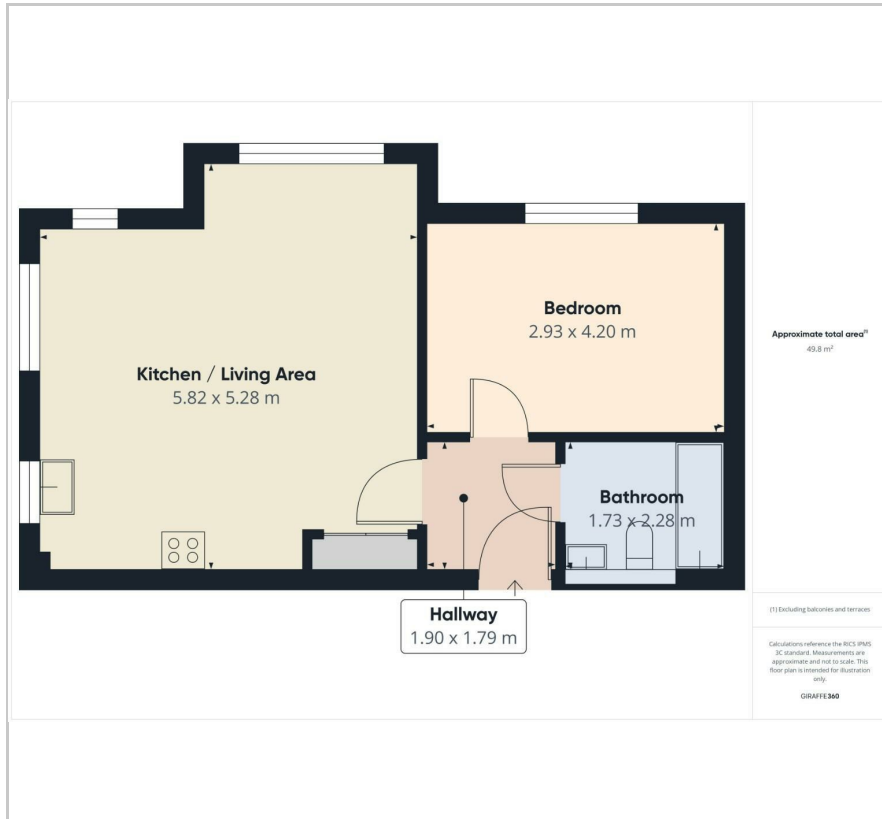 Kitchen / Living Area
5.82 x 5.28 m
Bedroom
2.93 x 4.20 m
Bathroom
1.73 x 2.28 m
Hallway
1.90 x 1.79 m
Approximate total area⁽¹⁾
49.8 m²
(1) Excluding balconies and terraces
Calculations reference the RICS IPMS
3C standard. Measurements are
approximate and not to scale. This
floor plan is intended for illustration
only.
GIRAFFE360